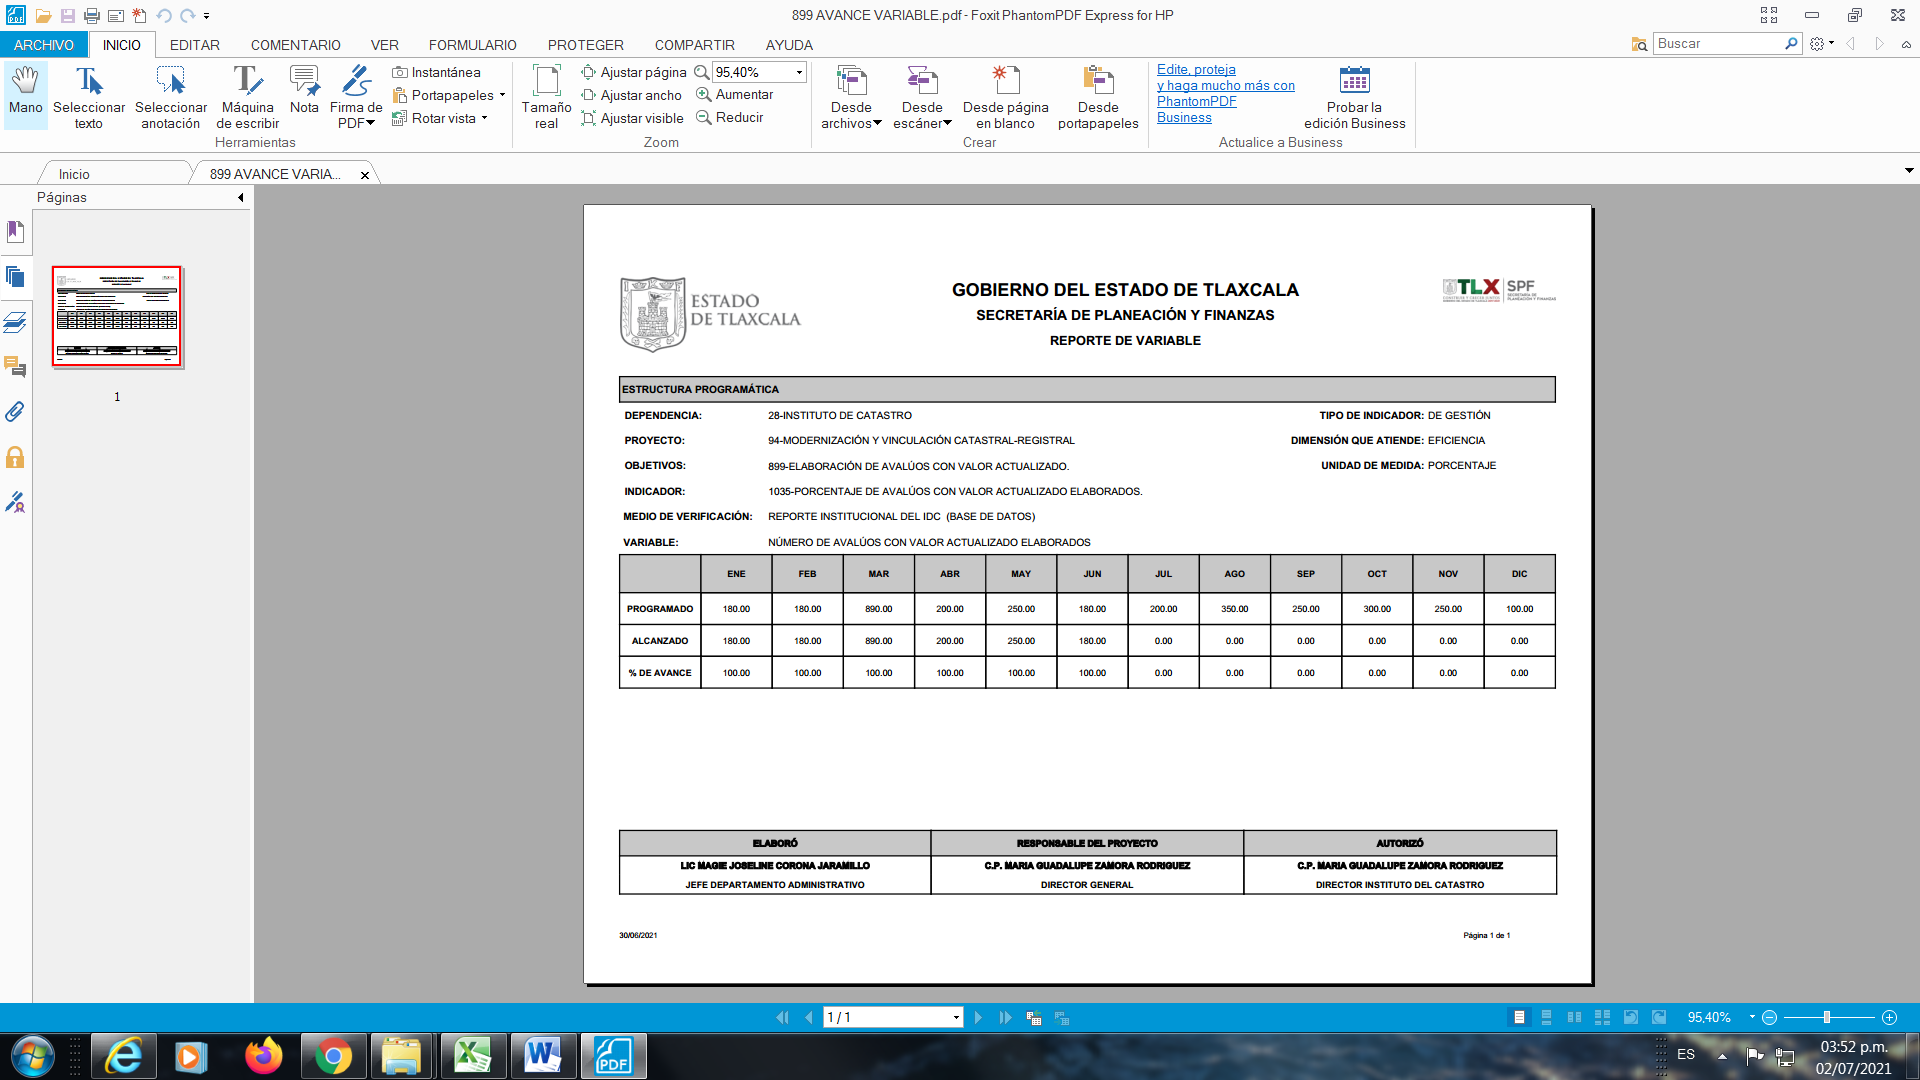 899 AVANCE VARIABLE.pdf - Foxit PhantomPDF Express for HP
ARCHIVO INICIO EDITAR COMENTARIO VER FORMULARIO PROTEGER COMPARTIR AYUDA
Buscar
Mano
Seleccionar texto
Seleccionar anotación
Máquina de escribir
Nota
Firma de PDF
Instantánea
Portapapeles
Rotar vista
Herramientas
Tamaño real
Ajustar página
Ajustar ancho
Ajustar visible
95,40%
Aumentar
Reducir
Zoom
Desde archivos
Desde escáner
Desde página en blanco
Desde portapapeles
Crear
Edite, proteja
y haga mucho más con
PhantomPDF
Business
Probar la edición Business
Actualice a Business
Inicio
899 AVANCE VARIA...
Páginas
1
ESTADO
DE TLAXCALA
GOBIERNO DEL ESTADO DE TLAXCALA
SECRETARÍA DE PLANEACIÓN Y FINANZAS
REPORTE DE VARIABLE
TLX SPF
ESTRUCTURA PROGRAMÁTICA
DEPENDENCIA: 28-INSTITUTO DE CATASTRO TIPO DE INDICADOR: DE GESTIÓN
PROYECTO: 94-MODERNIZACIÓN Y VINCULACIÓN CATASTRAL-REGISTRAL DIMENSIÓN QUE ATIENDE: EFICIENCIA
OBJETIVOS: 899-ELABORACIÓN DE AVALÚOS CON VALOR ACTUALIZADO. UNIDAD DE MEDIDA: PORCENTAJE
INDICADOR: 1035-PORCENTAJE DE AVALÚOS CON VALOR ACTUALIZADO ELABORADOS.
MEDIO DE VERIFICACIÓN: REPORTE INSTITUCIONAL DEL IDC (BASE DE DATOS)
VARIABLE: NÚMERO DE AVALÚOS CON VALOR ACTUALIZADO ELABORADOS
ENE FEB MAR ABR MAY JUN JUL AGO SEP OCT NOV DIC
PROGRAMADO 180.00 180.00 890.00 200.00 250.00 180.00 200.00 350.00 250.00 300.00 250.00 100.00
ALCANZADO 180.00 180.00 890.00 200.00 250.00 180.00 0.00 0.00 0.00 0.00 0.00 0.00
% DE AVANCE 100.00 100.00 100.00 100.00 100.00 100.00 0.00 0.00 0.00 0.00 0.00 0.00
ELABORÓ RESPONSABLE DEL PROYECTO AUTORIZÓ
LIC MAGIE JOSELINE CORONA JARAMILLO C.P. MARIA GUADALUPE ZAMORA RODRIGUEZ C.P. MARIA GUADALUPE ZAMORA RODRIGUEZ
JEFE DEPARTAMENTO ADMINISTRATIVO DIRECTOR GENERAL DIRECTOR INSTITUTO DEL CATASTRO
30/06/2021 Página 1 de 1
1 / 1
95,40%
ES
03:52 p.m.
02/07/2021